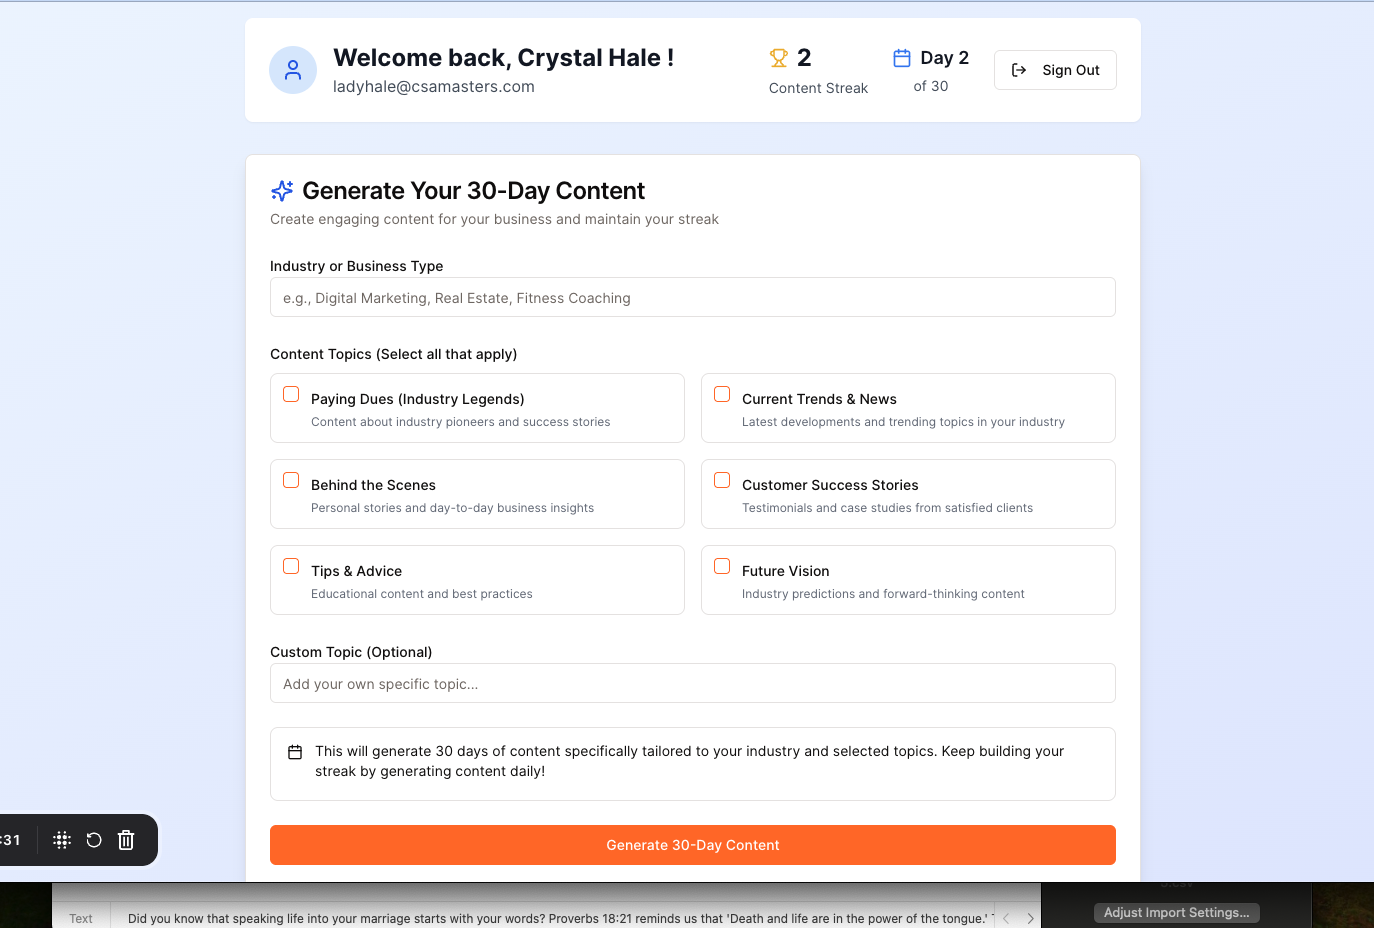 Welcome back, Crystal Hale !
ladyhale@csamasters.com
2
Content Streak
Day 2
of 30
Sign Out
Generate Your 30-Day Content
Create engaging content for your business and maintain your streak
Industry or Business Type
e.g., Digital Marketing, Real Estate, Fitness Coaching
Content Topics (Select all that apply)
Paying Dues (Industry Legends)
Content about industry pioneers and success stories
Current Trends & News
Latest developments and trending topics in your industry
Behind the Scenes
Personal stories and day-to-day business insights
Customer Success Stories
Testimonials and case studies from satisfied clients
Tips & Advice
Educational content and best practices
Future Vision
Industry predictions and forward-thinking content
Custom Topic (Optional)
Add your own specific topic...
This will generate 30 days of content specifically tailored to your industry and selected topics. Keep building your
streak by generating content daily!
:31
Generate 30-Day Content
Text
Did you know that speaking life into your marriage starts with your words? Proverbs 18:21 reminds us that 'Death and life are in the power of the tongue.'
Adjust Import Settings...